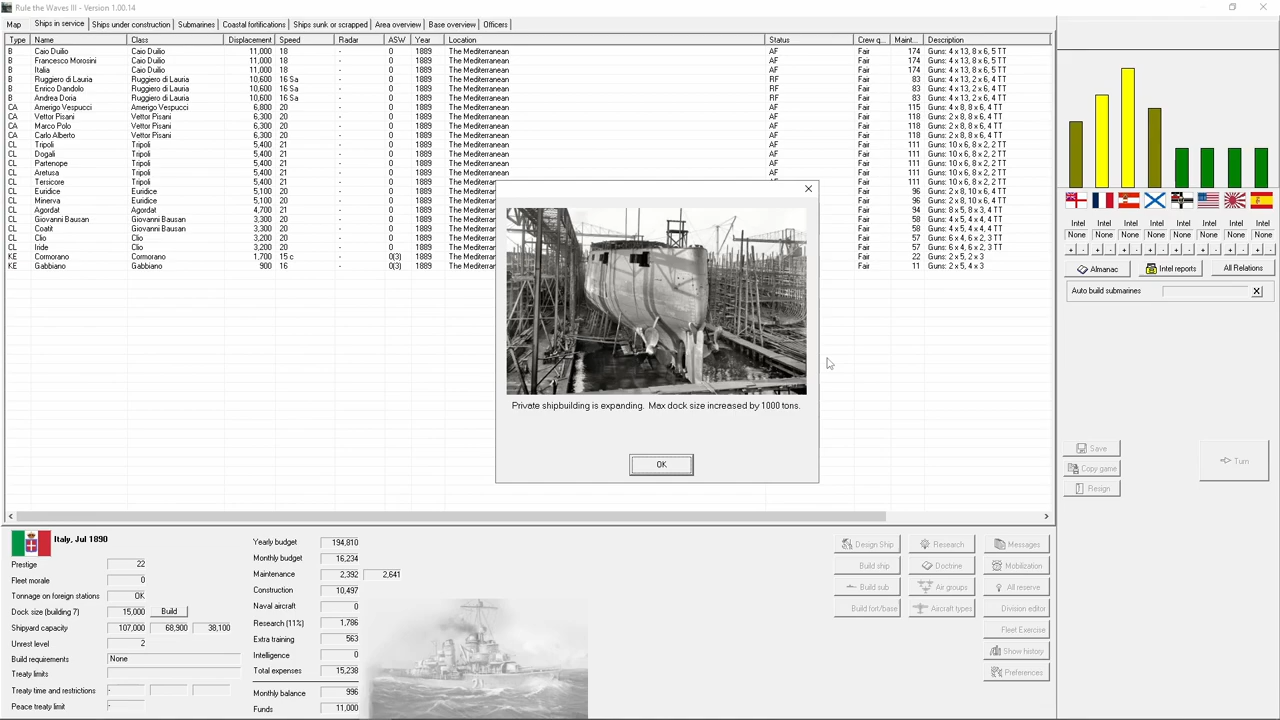 Rule the Waves III - Version 1.00.14
Map Ships in service Ships under construction Submarines Coastal fortifications Ships sunk or scrapped Area overview Base overview Officers
Type Name Class Displacement Speed Radar ASW Year Location Status Crew q... Maint... Description
B Caio Duilio Caio Duilio 11,000 18 - 0 1889 The Mediterranean AF Fair 174 Guns: 4 x 13, 8 x 6, 5 TT
B Francesco Morosini Caio Duilio 11,000 18 - 0 1889 The Mediterranean AF Fair 174 Guns: 4 x 13, 8 x 6, 5 TT
B Italia Caio Duilio 11,000 18 - 0 1889 The Mediterranean AF Fair 174 Guns: 4 x 13, 8 x 6, 5 TT
B Ruggiero di Lauria Ruggiero di Lauria 10,600 16 Sa - 0 1889 The Mediterranean RF Fair 83 Guns: 4 x 13, 2 x 6, 4 TT
B Enrico Dandolo Ruggiero di Lauria 10,600 16 Sa - 0 1889 The Mediterranean RF Fair 83 Guns: 4 x 13, 2 x 6, 4 TT
B Andrea Doria Ruggiero di Lauria 10,600 16 Sa - 0 1889 The Mediterranean RF Fair 83 Guns: 4 x 13, 2 x 6, 4 TT
CA Amerigo Vespucci Amerigo Vespucci 6,800 20 - 0 1889 The Mediterranean AF Fair 115 Guns: 4 x 8, 8 x 6, 4 TT
CA Vettor Pisani Vettor Pisani 6,300 20 - 0 1889 The Mediterranean AF Fair 118 Guns: 2 x 8, 8 x 6, 4 TT
CA Marco Polo Vettor Pisani 6,300 20 - 0 1889 The Mediterranean AF Fair 118 Guns: 2 x 8, 8 x 6, 4 TT
CA Carlo Alberto Vettor Pisani 6,300 20 - 0 1889 The Mediterranean AF Fair 118 Guns: 2 x 8, 8 x 6, 4 TT
CL Tripoli Tripoli 5,400 21 - 0 1889 The Mediterranean AF Fair 111 Guns: 10 x 6, 8 x 2, 2 TT
CL Dogali Tripoli 5,400 21 - 0 1889 The Mediterranean AF Fair 111 Guns: 10 x 6, 8 x 2, 2 TT
CL Partenope Tripoli 5,400 21 - 0 1889 The Mediterranean AF Fair 111 Guns: 10 x 6, 8 x 2, 2 TT
CL Aretusa Tripoli 5,400 21 - 0 1889 The Mediterranean AF Fair 111 Guns: 10 x 6, 8 x 2, 2 TT
CL Tersicore Tripoli 5,400 21 - 0 1889 The Mediterranean AF Fair 111 Guns: 10 x 6, 8 x 2, 2 TT
CL Euridice Euridice 5,100 20 - 0 1889 The Mediterran Fair 96 Guns: 2 x 8, 10 x 6, 2 TT
CL Minerva Euridice 5,100 20 - 0 1889 The Mediterran Fair 96 Guns: 2 x 8, 10 x 6, 2 TT
CL Agordat Agordat 4,700 21 - 0 1889 The Mediterran Fair 94 Guns: 8 x 5, 8 x 3, 4 TT
CL Giovanni Bausan Giovanni Bausan 3,300 20 - 0 1889 The Mediterran Fair 58 Guns: 4 x 5, 4 x 4, 4 TT
CL Coatit Giovanni Bausan 3,300 20 - 0 1889 The Mediterran Fair 58 Guns: 4 x 5, 4 x 4, 4 TT
CL Clio Clio 3,200 20 - 0 1889 The Mediterran Fair 57 Guns: 6 x 4, 6 x 2, 3 TT
CL Iride Clio 3,200 20 - 0 1889 The Mediterran Fair 57 Guns: 6 x 4, 6 x 2, 3 TT
KE Cormorano Cormorano 1,700 15 c - 0(3) 1889 The Mediterran Fair 22 Guns: 2 x 5, 2 x 3
KE Gabbiano Gabbiano 900 16 - 0(3) 1889 The Mediterran Fair 11 Guns: 2 x 5, 4 x 3
Private shipbuilding is expanding. Max dock size increased by 1000 tons.
OK
Intel Intel Intel Intel Intel Intel Intel Intel
None None None None None None None None
+ - + - + - + - + - + - + - + -
Almanac Intel reports All Relations
Auto build submarines X
Save
Copy game
Resign
Turn
Italy, Jul 1890
Prestige 22
Fleet morale 0
Tonnage on foreign stations OK
Dock size (building 7) 15,000 Build
Shipyard capacity 107,000 68,900 38,100
Unrest level 2
Build requirements None
Treaty limits
Treaty time and restrictions -
Peace treaty limit -
Yearly budget 194,810
Monthly budget 16,234
Maintenance 2,392 2,641
Construction 10,497
Naval aircraft 0
Research (11%) 1,786
Extra training 563
Intelligence 0
Total expenses 15,238
Monthly balance 996
Funds 11,000
Design Ship Research Messages
Build ship Doctrine Mobilization
Build sub Air groups All reserve
Build fort/base Aircraft types Division editor
Fleet Exercise
Show history
Preferences